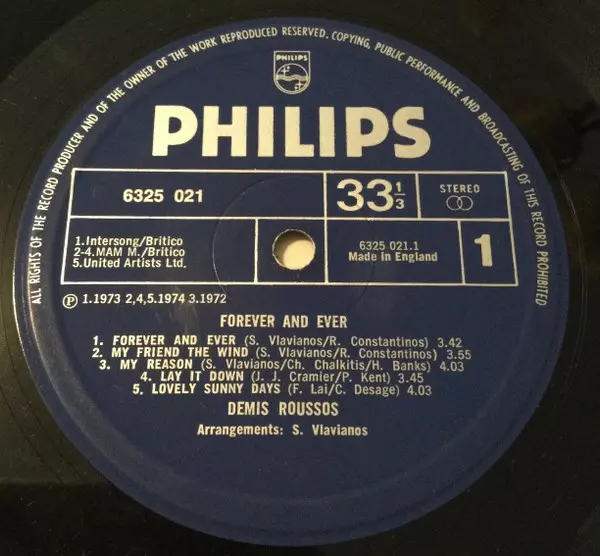 ALL RIGHTS OF THE RECORD PRODUCER AND OF THE OWNER OF THE WORK REPRODUCED RESERVED. COPYING, PUBLIC PERFORMANCE AND BROADCASTING OF THIS RECORD PROHIBITED
PHILIPS
PHILIPS
6325 021
33 1/3
STEREO
1.Intersong/Britico
2-4.MAM M./Britico
5.United Artists Ltd.
6325 021.1
Made in England
1
Ⓟ 1.1973 2,4,5.1974 3.1972
FOREVER AND EVER
1. FOREVER AND EVER (S. Vlavianos/R. Constantinos) 3.42
2. MY FRIEND THE WIND (S. Vlavianos/R. Constantinos) 3.55
3. MY REASON (S. Vlavianos/Ch. Chalkitis/H. Banks) 4.03
4. LAY IT DOWN (J. J. Cramier/P. Kent) 3.45
5. LOVELY SUNNY DAYS (F. Lai/C. Desage) 4.03
DEMIS ROUSSOS
Arrangements: S. Vlavianos